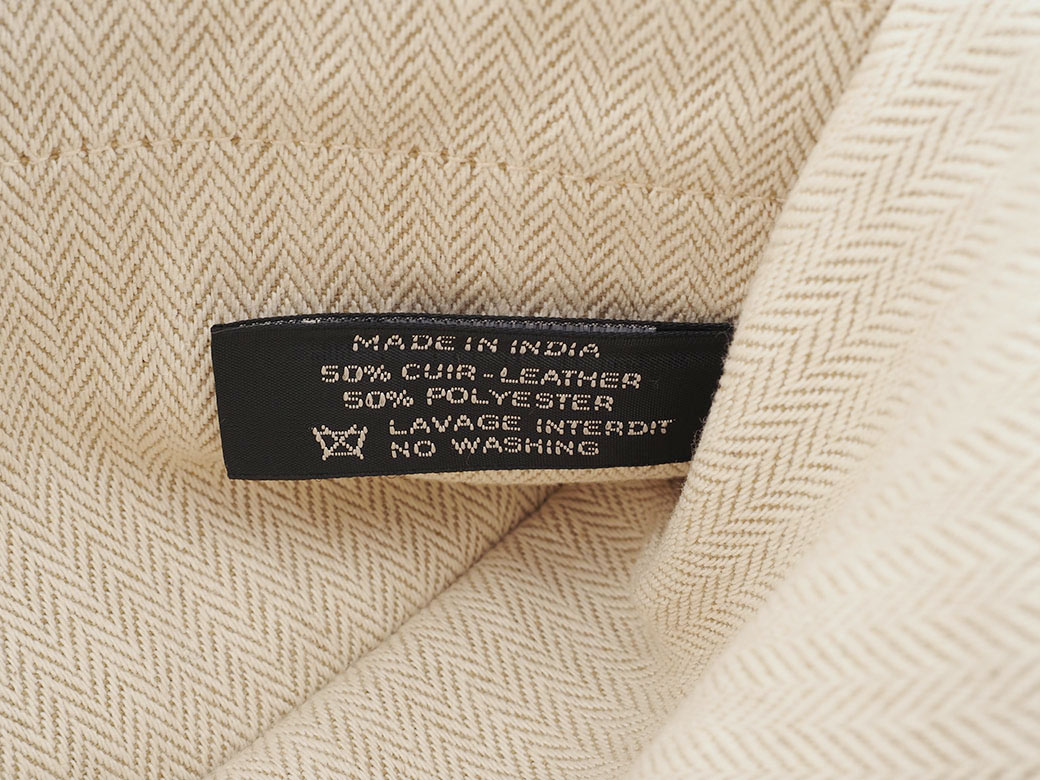 MADE IN INDIA
50% CUIR-LEATHER
50% POLYESTER
LAVAGE INTERDIT
NO WASHING